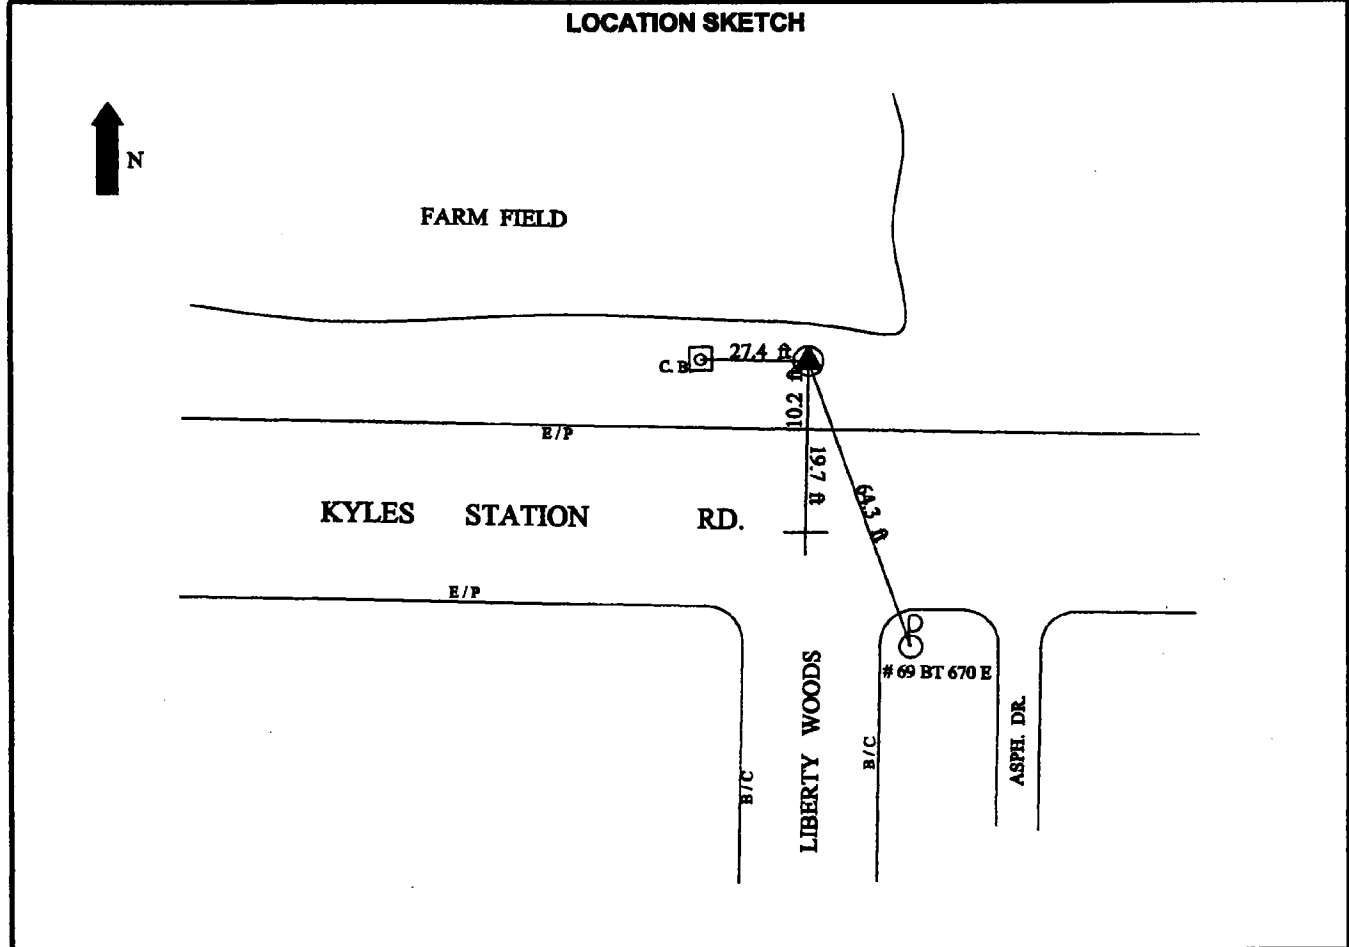 LOCATION SKETCH
N
FARM FIELD
27.4 ft
C. B
10.2 ft
E / P
19.7 ft
64.3 ft
KYLES STATION RD.
E / P
# 69 BT 670 E
LIBERTY WOODS
B / C
B / C
ASPH. DR.